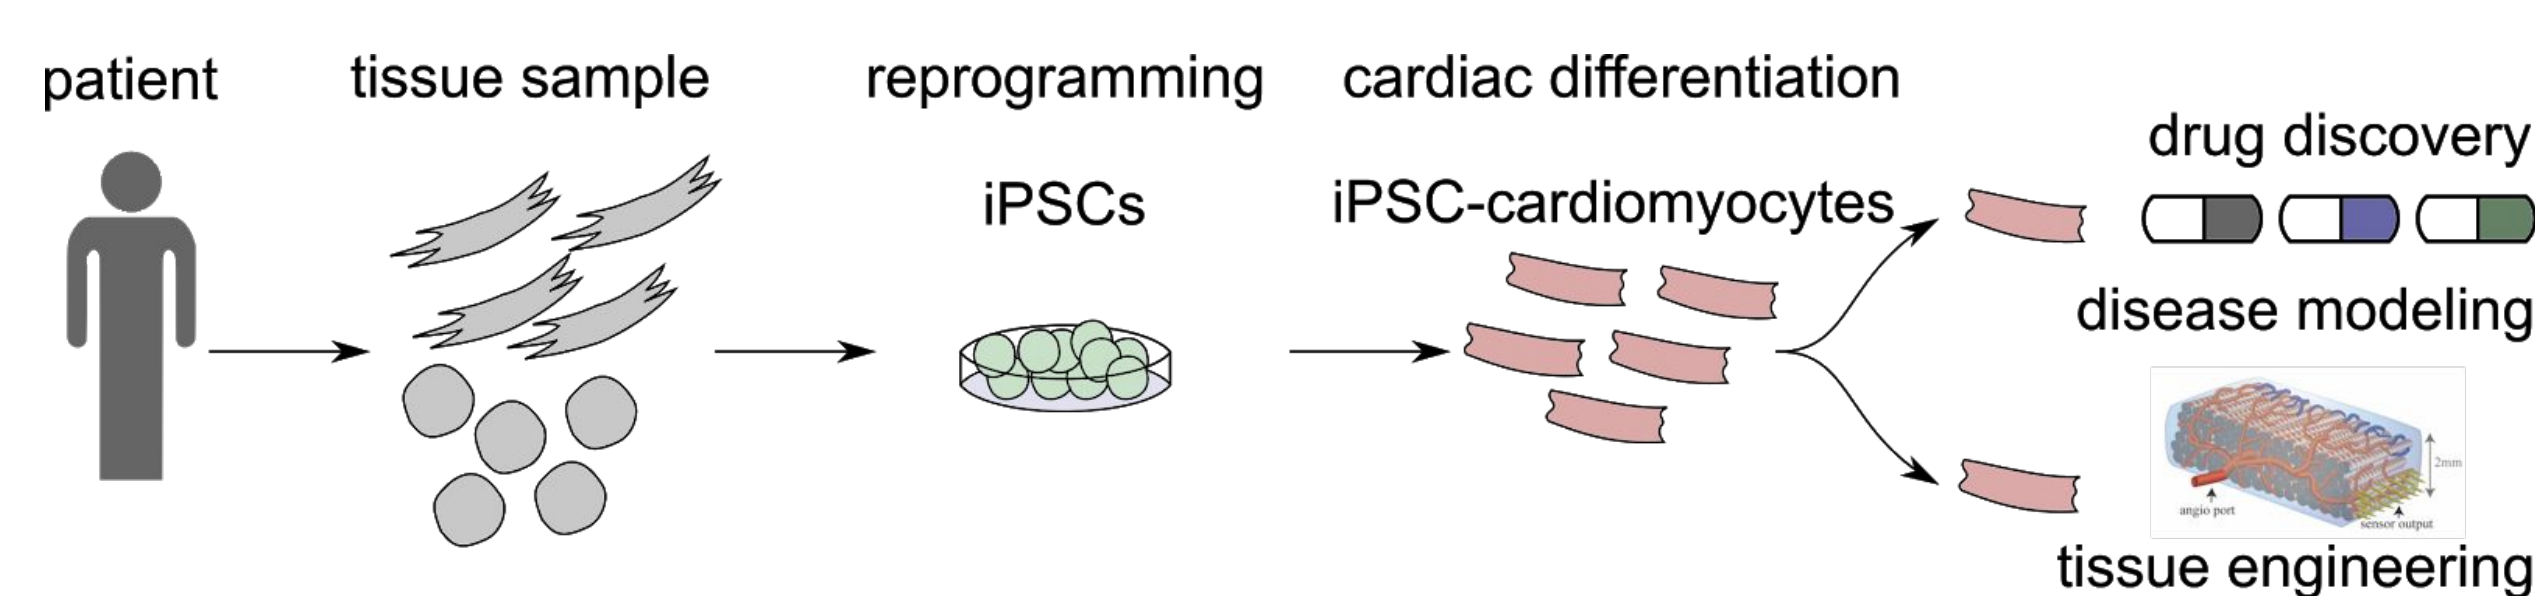 patient
tissue sample
reprogramming
cardiac differentiation
iPSCs
iPSC-cardiomyocytes
drug discovery
disease modeling
2mm
angio port
sensor output
tissue engineering